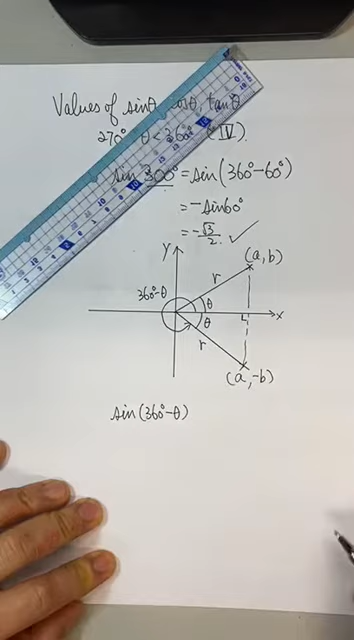 Values of sinθ cosθ, tanθ
270° θ < 360° (IV)
sin 300° = sin(360°-60°)
= -sin60°
= -√3/2 ✓
y
(a,b)
r
360°-θ
θ
x
θ
r
(a,-b)
sin(360°-θ)